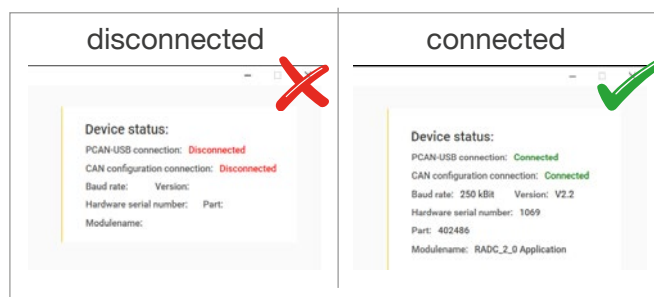 disconnected
Device status:
PCAN-USB connection: Disconnected
CAN configuration connection: Disconnected
Baud rate: Version:
Hardware serial number: Part:
Modulename:
connected
Device status:
PCAN-USB connection: Connected
CAN configuration connection: Connected
Baud rate: 250 kBit Version: V2.2
Hardware serial number: 1069
Part: 402486
Modulename: RADC_2_0 Application